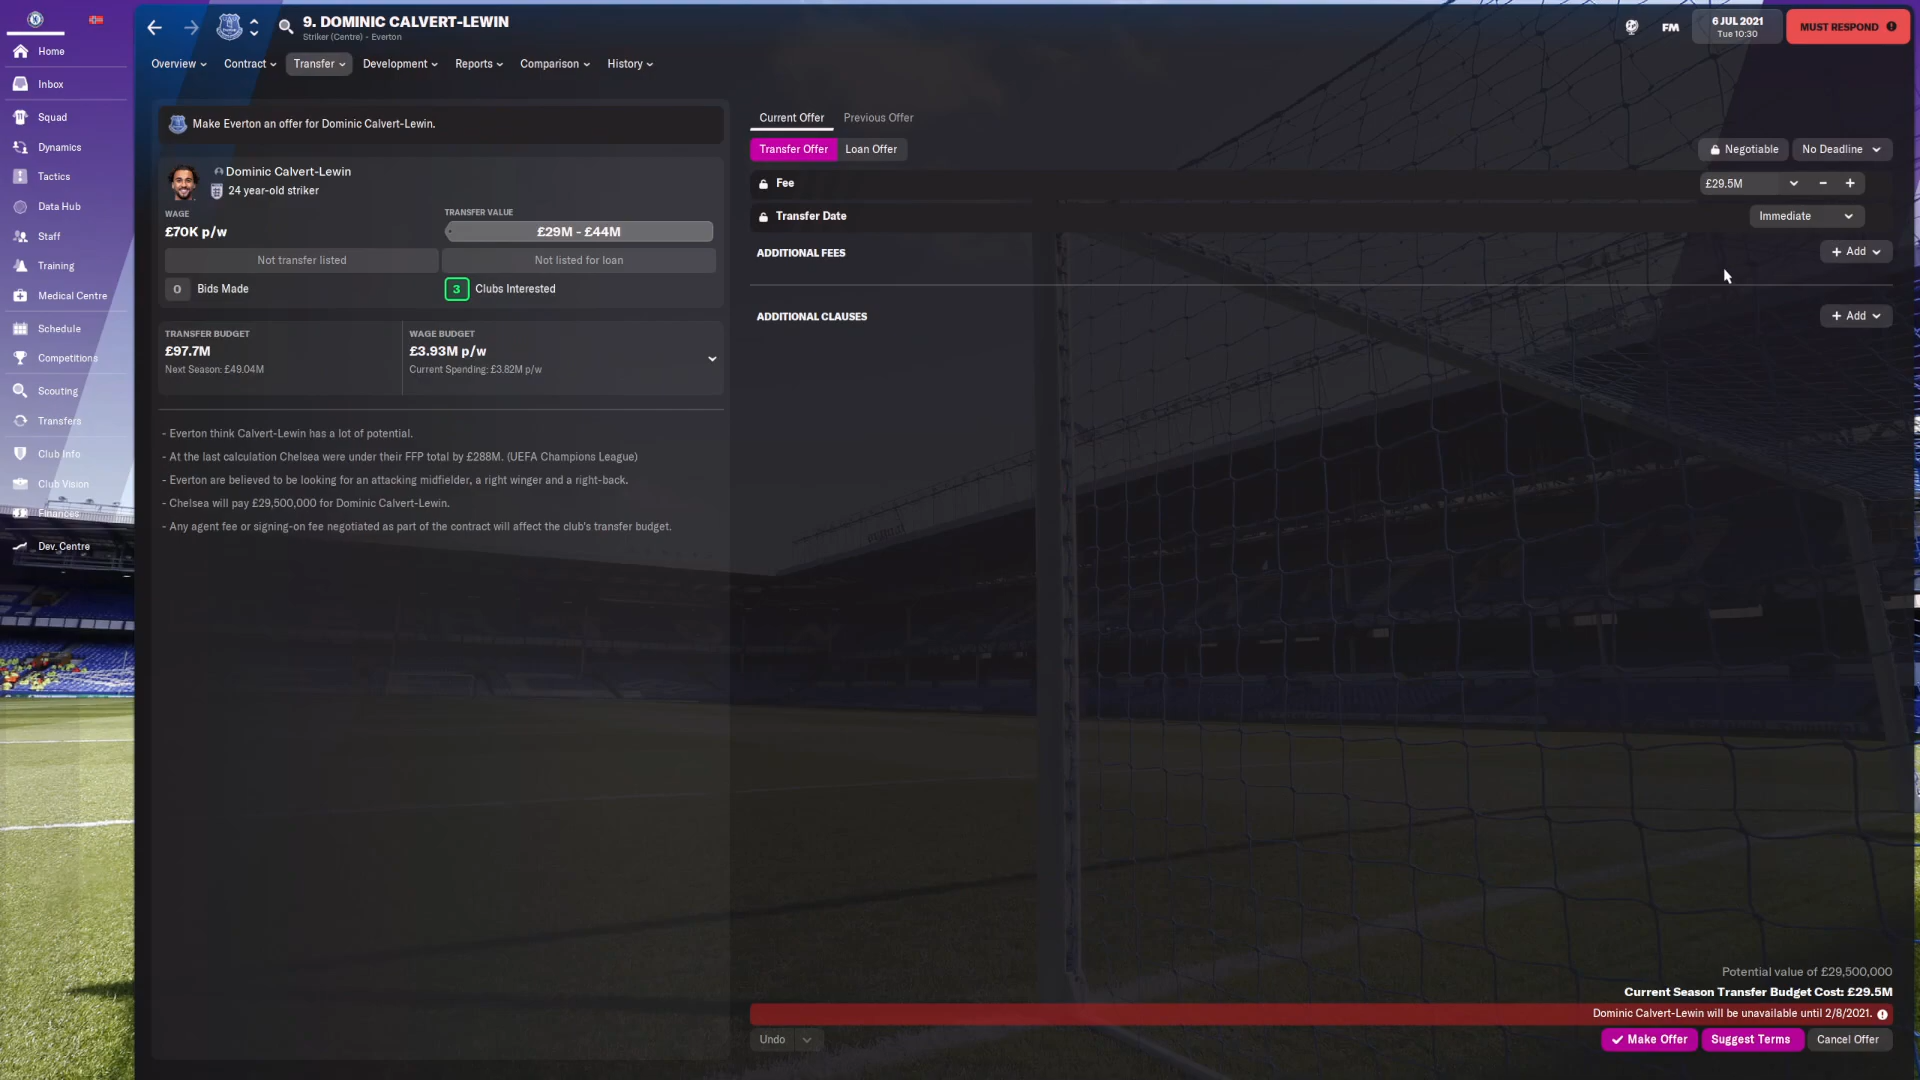 9. DOMINIC CALVERT-LEWIN
Striker (Centre) - Everton
FM
6 JUL 2021
Tue 10:30
MUST RESPOND
Home
Inbox
Squad
Dynamics
Tactics
Data Hub
Staff
Training
Medical Centre
Schedule
Competitions
Scouting
Transfers
Club Info
Club Vision
Finances
Dev. Centre
Overview
Contract
Transfer
Development
Reports
Comparison
History
Make Everton an offer for Dominic Calvert-Lewin.
Dominic Calvert-Lewin
24 year-old striker
WAGE
£70K p/w
TRANSFER VALUE
£29M - £44M
Not transfer listed
Not listed for loan
0 Bids Made
3 Clubs Interested
TRANSFER BUDGET
£97.7M
Next Season: £49.04M
WAGE BUDGET
£3.93M p/w
Current Spending: £3.82M p/w
- Everton think Calvert-Lewin has a lot of potential.
- At the last calculation Chelsea were under their FFP total by £288M. (UEFA Champions League)
- Everton are believed to be looking for an attacking midfielder, a right winger and a right-back.
- Chelsea will pay £29,500,000 for Dominic Calvert-Lewin.
- Any agent fee or signing-on fee negotiated as part of the contract will affect the club's transfer budget.
Current Offer
Previous Offer
Transfer Offer
Loan Offer
Negotiable
No Deadline
Fee
£29.5M
- +
Transfer Date
Immediate
ADDITIONAL FEES
+ Add
ADDITIONAL CLAUSES
+ Add
Potential value of £29,500,000
Current Season Transfer Budget Cost: £29.5M
Dominic Calvert-Lewin will be unavailable until 2/8/2021.
Undo
Make Offer
Suggest Terms
Cancel Offer